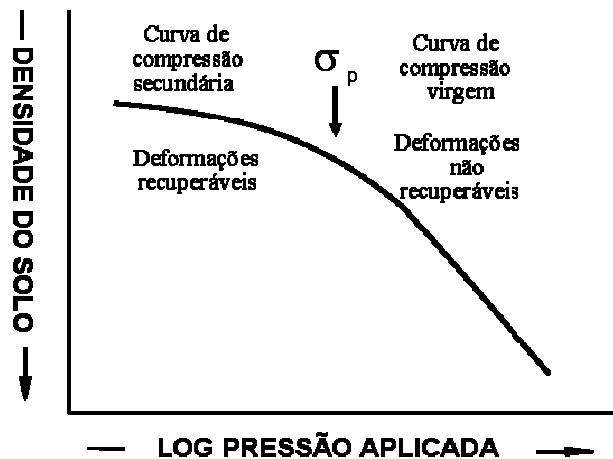 Curva de
compressão
secundária
σ p
Curva de
compressão
virgem
Deformações
recuperáveis
Deformações
não
recuperáveis
DENSIDADE DO SOLO
LOG PRESSÃO APLICADA